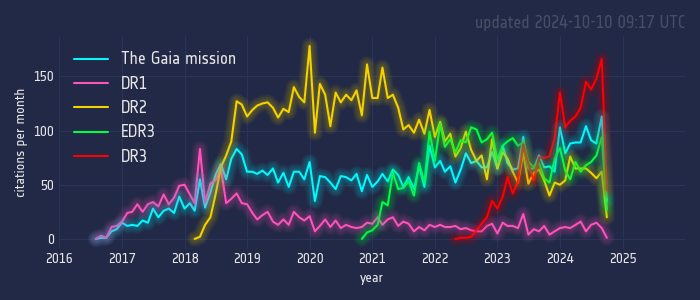 updated 2024-10-10 09:17 UTC
citations per month
150
100
50
0
The Gaia mission
DR1
DR2
EDR3
DR3
2016 2017 2018 2019 2020 2021 2022 2023 2024 2025
year